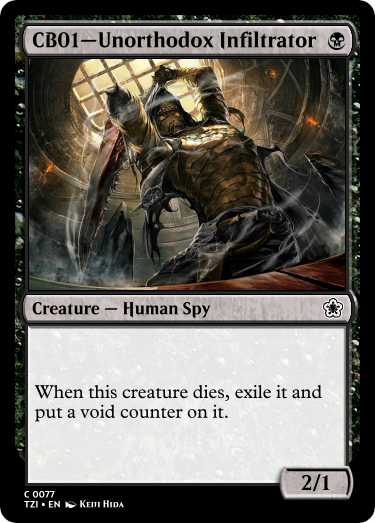 CB01—Unorthodox Infiltrator
Creature — Human Spy
When this creature dies, exile it and
put a void counter on it.
2/1
C 0077
TZI • EN Keiji Hida